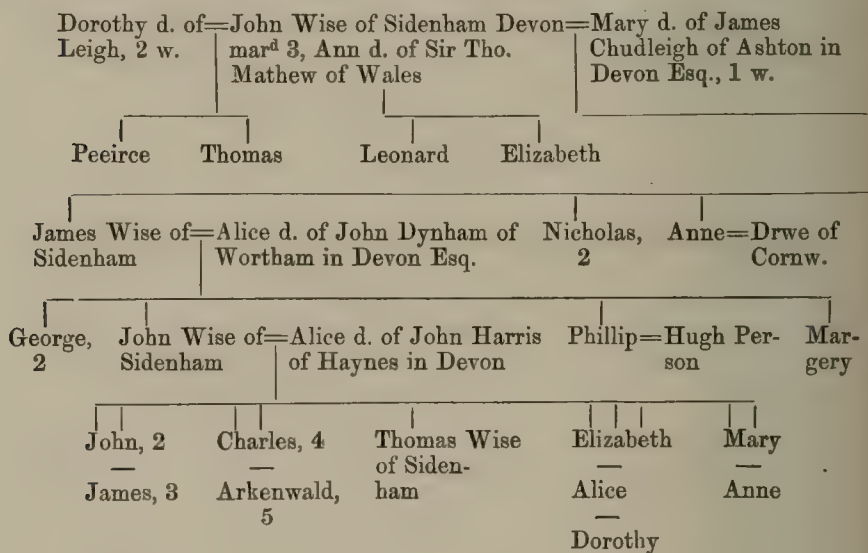 Dorothy d. of=John Wise of Sidenham Devon=Mary d. of James
Leigh, 2 w. marᵈ 3, Ann d. of Sir Tho. Chudleigh of Ashton in
Mathew of Wales Devon Esq., 1 w.
Peeirce Thomas Leonard Elizabeth
James Wise of=Alice d. of John Dynham of Nicholas, Anne=Drwe of
Sidenham Wortham in Devon Esq. 2 Cornw.
George, John Wise of=Alice d. of John Harris Phillip=Hugh Per- Mar-
2 Sidenham of Haynes in Devon son gery
John, 2 Charles, 4 Thomas Wise Elizabeth Mary
— — of Siden- — —
James, 3 Arkenwald, ham Alice Anne
5 —
Dorothy